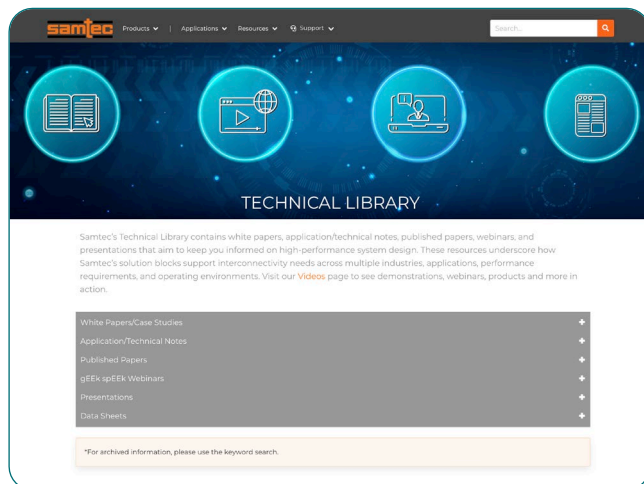 samtec Products | Applications Resources Support Search...
TECHNICAL LIBRARY
Samtec's Technical Library contains white papers, application/technical notes, published papers, webinars, and
presentations that aim to keep you informed on high-performance system design. These resources underscore how
Samtec's solution blocks support interconnectivity needs across multiple industries, applications, performance
requirements, and operating environments. Visit our Videos page to see demonstrations, webinars, products and more in
action.
White Papers/Case Studies +
Application/Technical Notes +
Published Papers +
gEEk spEEk Webinars +
Presentations +
Data Sheets +
*For archived information, please use the keyword search.